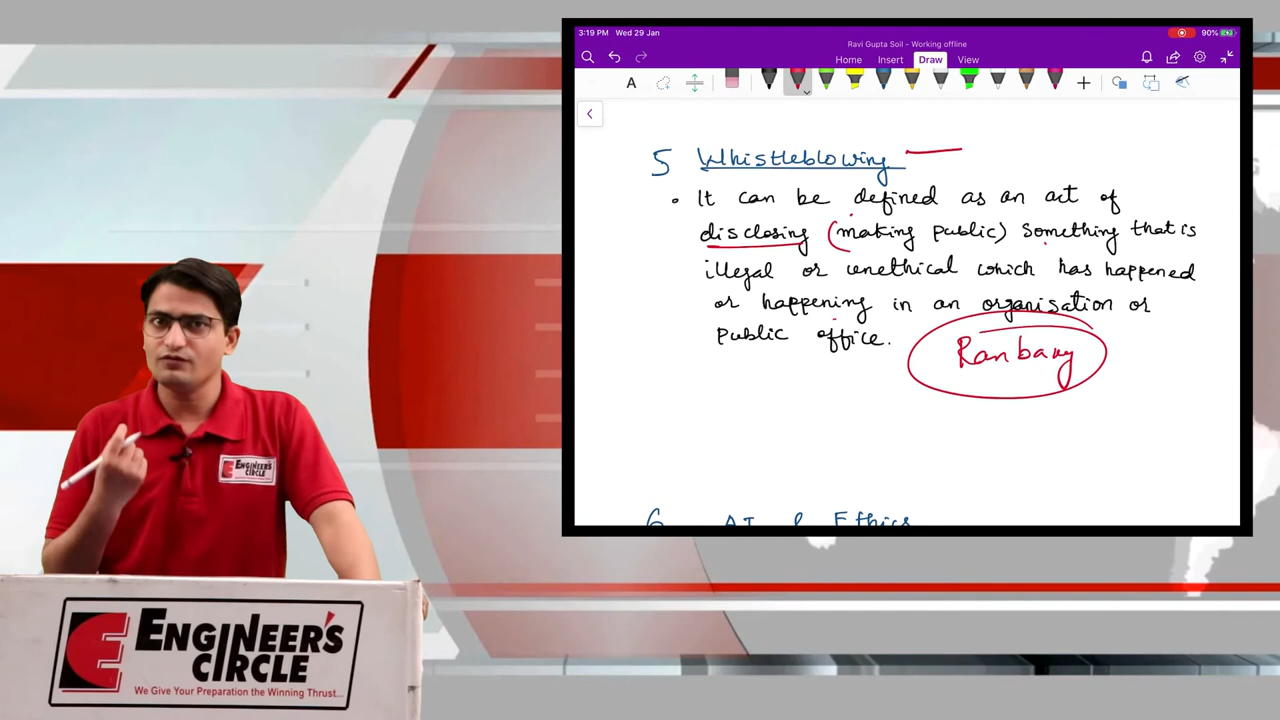 3:19 PM Wed 29 Jan
90%
Ravi Gupta Soil – Working offline
Home Insert Draw View
A
5 Whistleblowing
• It can be defined as an act of
disclosing (making public) something that is
illegal or unethical which has happened
or happening in an organisation or
public office.
Ranbaxy
6. AI & Ethics
ENGINEER'S
CIRCLE
ENGINEER'S
CIRCLE
We Give Your Preparation the Winning Thrust...